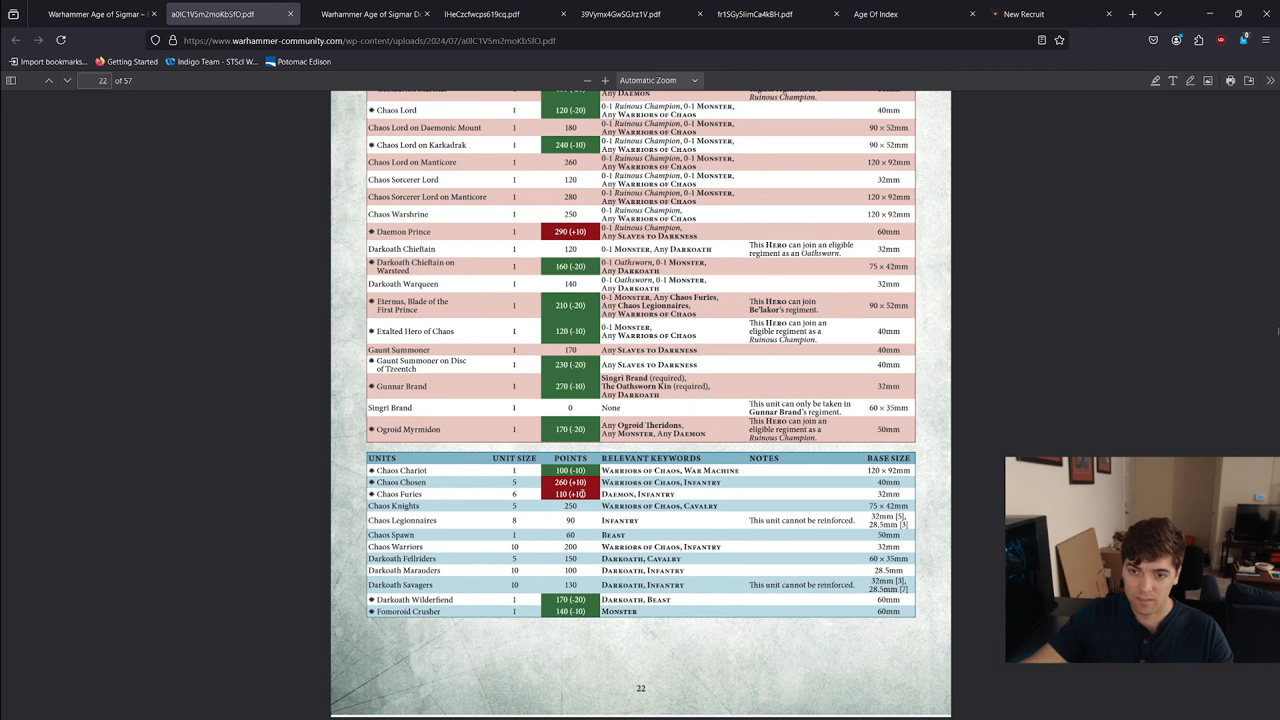 Warhammer Age of Sigmar –
a0lC1V5m2moKbSfO.pdf
Warhammer Age of Sigmar D
lHeCzcfwcps619cq.pdf
39Vymx4GwSGJrz1V.pdf
fr1SGySlimCa4kBH.pdf
Age Of Index
New Recruit
https://www.warhammer-community.com/wp-content/uploads/2024/07/a0lC1V5m2moKbSfO.pdf
Import bookmarks... Getting Started Indigo Team - STScI W... Potomac Edison
22 of 57
Automatic Zoom
Any DAEMON Ruinous Champion.
Chaos Lord 1 120 (-20) 0-1 Ruinous Champion, 0-1 MONSTER, Any WARRIORS OF CHAOS 40mm
Chaos Lord on Daemonic Mount 1 180 0-1 Ruinous Champion, 0-1 MONSTER, Any WARRIORS OF CHAOS 90 × 52mm
Chaos Lord on Karkadrak 1 240 (-10) 0-1 Ruinous Champion, 0-1 MONSTER, Any WARRIORS OF CHAOS 90 × 52mm
Chaos Lord on Manticore 1 260 0-1 Ruinous Champion, 0-1 MONSTER, Any WARRIORS OF CHAOS 120 × 92mm
Chaos Sorcerer Lord 1 120 0-1 Ruinous Champion, 0-1 MONSTER, Any WARRIORS OF CHAOS 32mm
Chaos Sorcerer Lord on Manticore 1 280 0-1 Ruinous Champion, 0-1 MONSTER, Any WARRIORS OF CHAOS 120 × 92mm
Chaos Warshrine 1 250 0-1 Ruinous Champion, Any WARRIORS OF CHAOS 120 × 92mm
Daemon Prince 1 290 (+10) 0-1 Ruinous Champion, Any SLAVES TO DARKNESS 60mm
Darkoath Chieftain 1 120 0-1 MONSTER, Any DARKOATH This HERO can join an eligible regiment as an Oathsworn. 32mm
Darkoath Chieftain on Warsteed 1 160 (-20) 0-1 Oathsworn, 0-1 MONSTER, Any DARKOATH 75 × 42mm
Darkoath Warqueen 1 140 0-1 Oathsworn, 0-1 MONSTER, Any DARKOATH 32mm
Eternus, Blade of the First Prince 1 210 (-20) 0-1 MONSTER, Any Chaos Furies, Any Chaos Legionnaires, Any WARRIORS OF CHAOS This HERO can join Be'lakor's regiment. 90 × 52mm
Exalted Hero of Chaos 1 120 (-10) 0-1 MONSTER, Any WARRIORS OF CHAOS This HERO can join an eligible regiment as a Ruinous Champion. 40mm
Gaunt Summoner 1 170 Any SLAVES TO DARKNESS 40mm
Gaunt Summoner on Disc of Tzeentch 1 230 (-20) Any SLAVES TO DARKNESS 40mm
Gunnar Brand 1 270 (-10) Singri Brand (required), The Oathsworn Kin (required), Any DARKOATH 32mm
Singri Brand 1 0 None This unit can only be taken in Gunnar Brand's regiment. 60 × 35mm
Ogroid Myrmidon 1 170 (-20) Any Ogroid Theridons, Any MONSTER, Any DAEMON This HERO can join an eligible regiment as a Ruinous Champion. 50mm
UNITS UNIT SIZE POINTS RELEVANT KEYWORDS NOTES BASE SIZE
Chaos Chariot 1 100 (-10) WARRIORS OF CHAOS, WAR MACHINE 120 × 92mm
Chaos Chosen 5 260 (+10) WARRIORS OF CHAOS, INFANTRY 40mm
Chaos Furies 6 110 (+10) DAEMON, INFANTRY 32mm
Chaos Knights 5 250 WARRIORS OF CHAOS, CAVALRY 75 × 42mm
Chaos Legionnaires 8 90 INFANTRY This unit cannot be reinforced. 32mm [5], 28.5mm [3]
Chaos Spawn 1 60 BEAST 50mm
Chaos Warriors 10 200 WARRIORS OF CHAOS, INFANTRY 32mm
Darkoath Fellriders 5 150 DARKOATH, CAVALRY 60 × 35mm
Darkoath Marauders 10 100 DARKOATH, INFANTRY 28.5mm
Darkoath Savagers 10 130 DARKOATH, INFANTRY This unit cannot be reinforced. 32mm [3], 28.5mm [7]
Darkoath Wilderfiend 1 170 (-20) DARKOATH, BEAST 60mm
Fomoroid Crusher 1 140 (-10) MONSTER 60mm
22